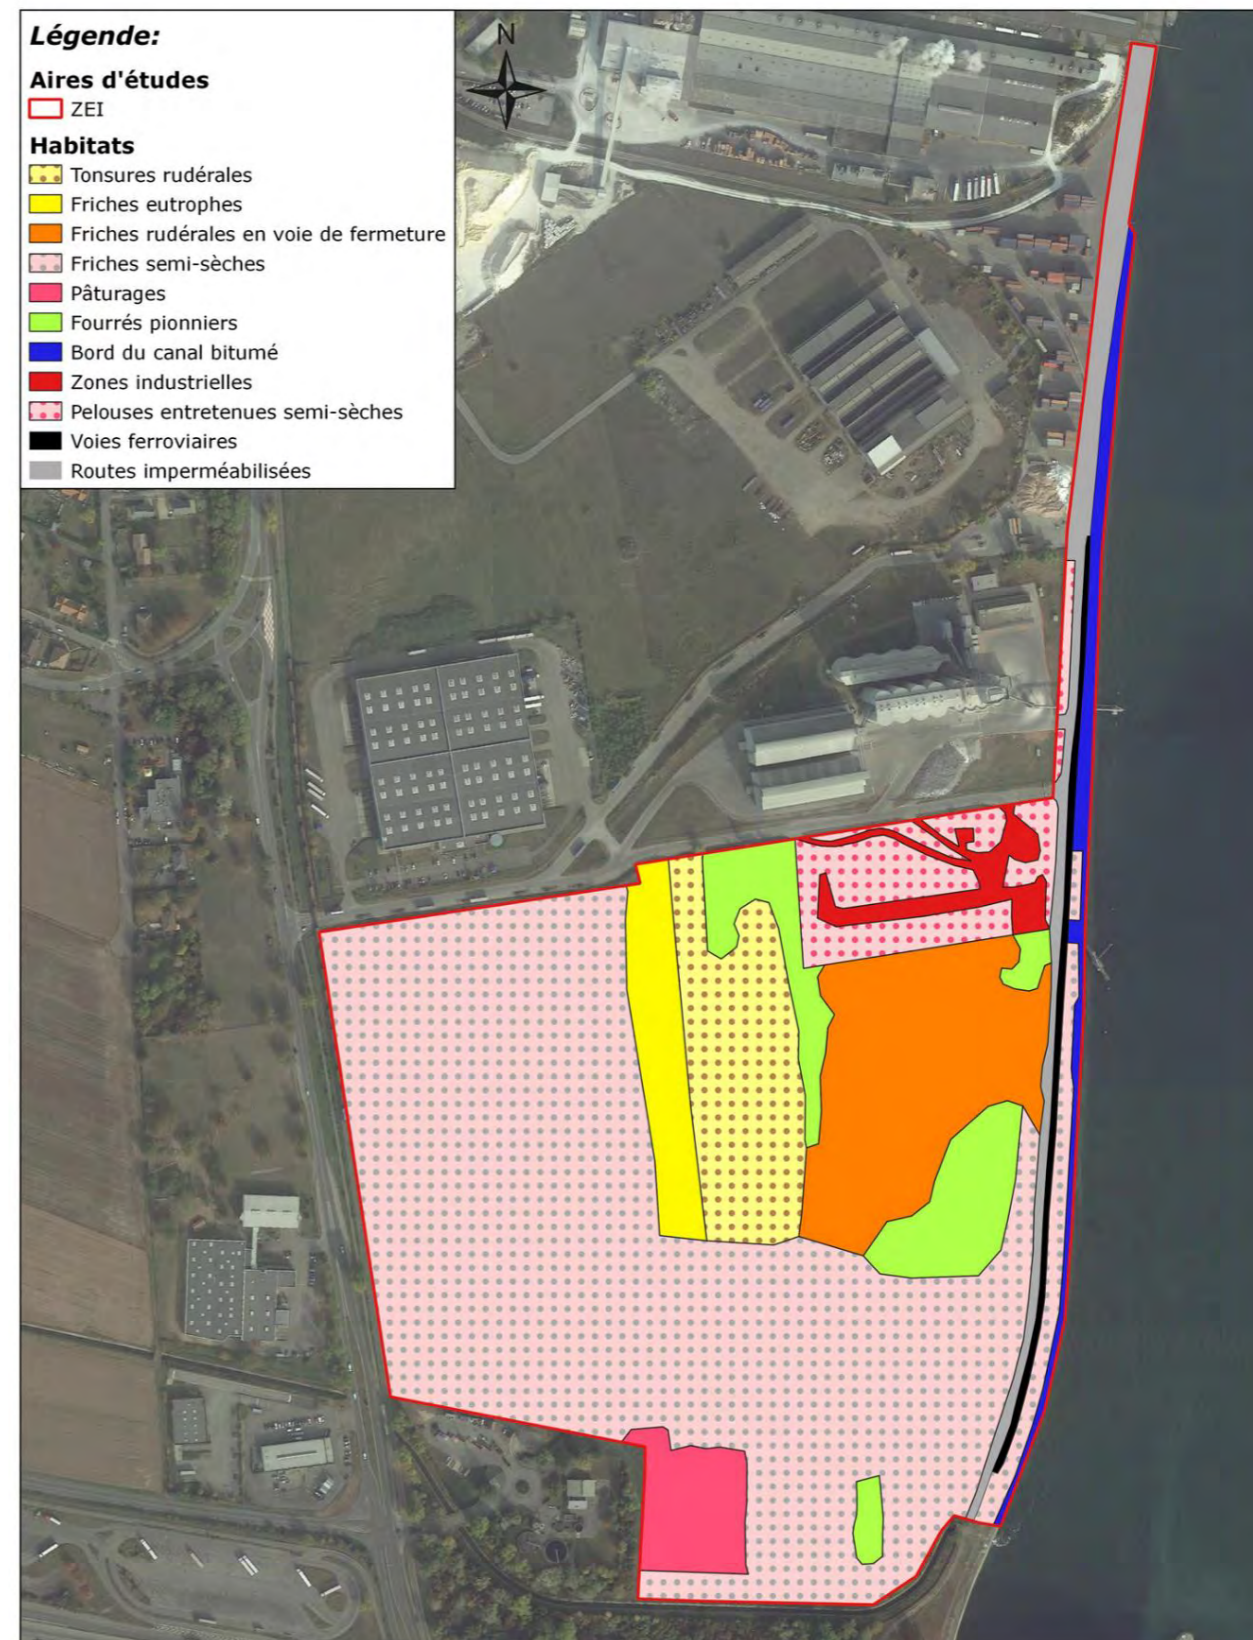 Légende:
N
Aires d'études
ZEI
Habitats
Tonsures rudérales
Friches eutrophes
Friches rudérales en voie de fermeture
Friches semi-sèches
Pâturages
Fourrés pionniers
Bord du canal bitumé
Zones industrielles
Pelouses entretenues semi-sèches
Voies ferroviaires
Routes imperméabilisées